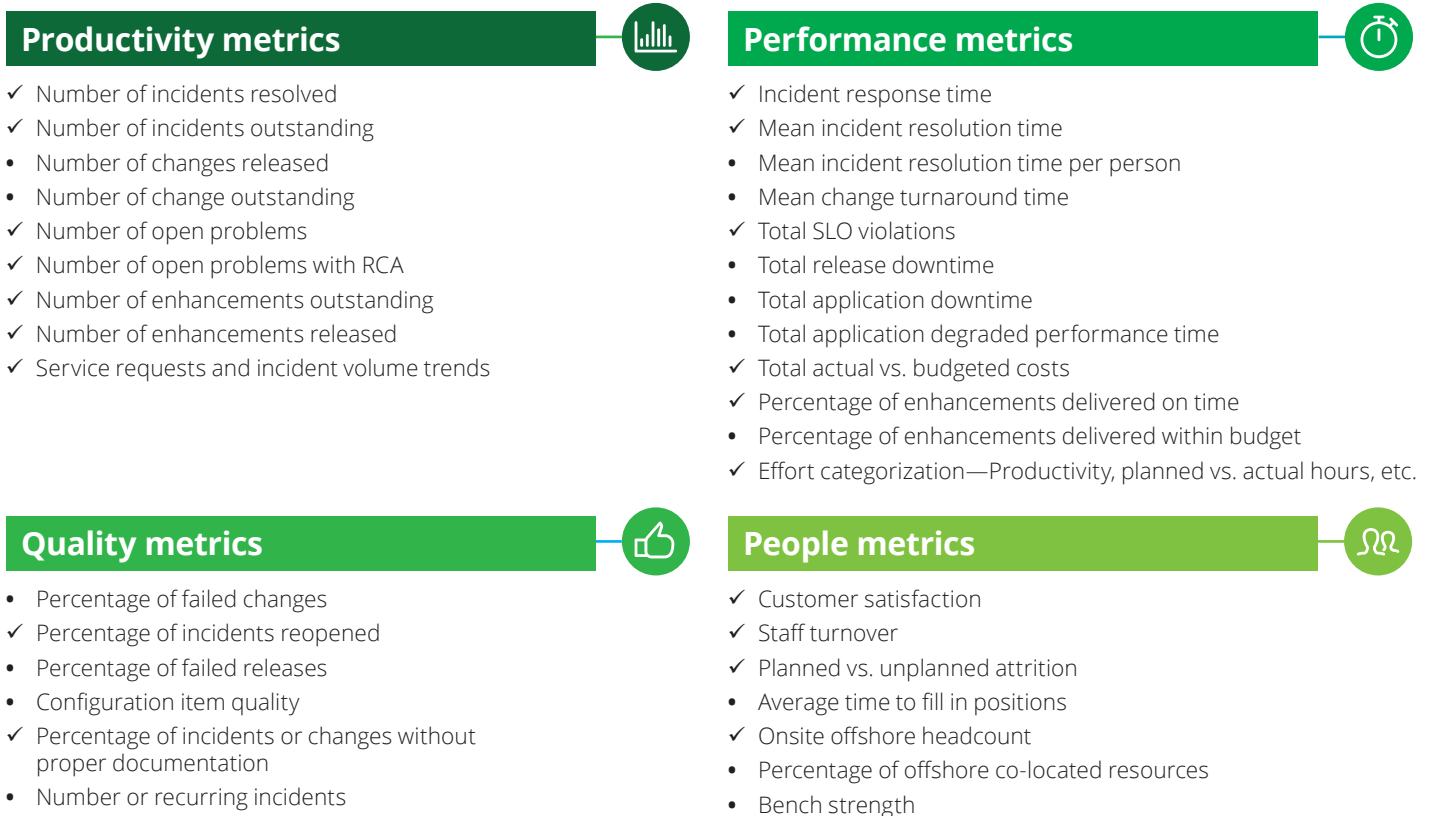 Productivity metrics
✓ Number of incidents resolved
✓ Number of incidents outstanding
• Number of changes released
• Number of change outstanding
✓ Number of open problems
✓ Number of open problems with RCA
✓ Number of enhancements outstanding
✓ Number of enhancements released
✓ Service requests and incident volume trends
Performance metrics
✓ Incident response time
✓ Mean incident resolution time
• Mean incident resolution time per person
• Mean change turnaround time
✓ Total SLO violations
• Total release downtime
• Total application downtime
• Total application degraded performance time
✓ Total actual vs. budgeted costs
✓ Percentage of enhancements delivered on time
• Percentage of enhancements delivered within budget
✓ Effort categorization—Productivity, planned vs. actual hours, etc.
Quality metrics
• Percentage of failed changes
✓ Percentage of incidents reopened
• Percentage of failed releases
• Configuration item quality
✓ Percentage of incidents or changes without
proper documentation
• Number or recurring incidents
People metrics
✓ Customer satisfaction
✓ Staff turnover
✓ Planned vs. unplanned attrition
• Average time to fill in positions
✓ Onsite offshore headcount
• Percentage of offshore co-located resources
• Bench strength